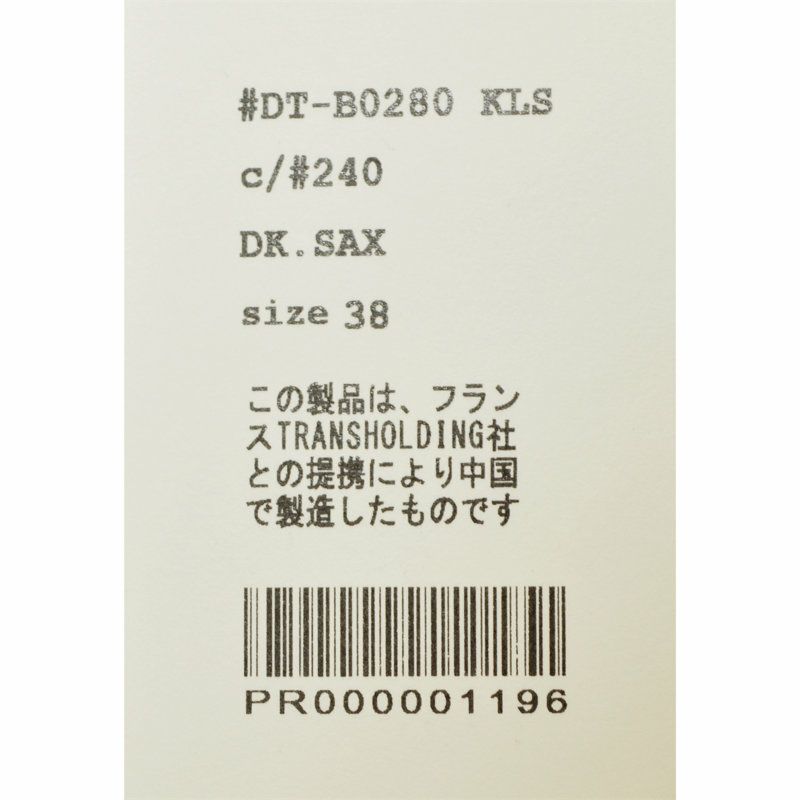 #DT-B0280 KLS
c/#240
DK.SAX
size 38
この製品は、フラン
スTRANSHOLDING社
との提携により中国
で製造したものです
PR000001196